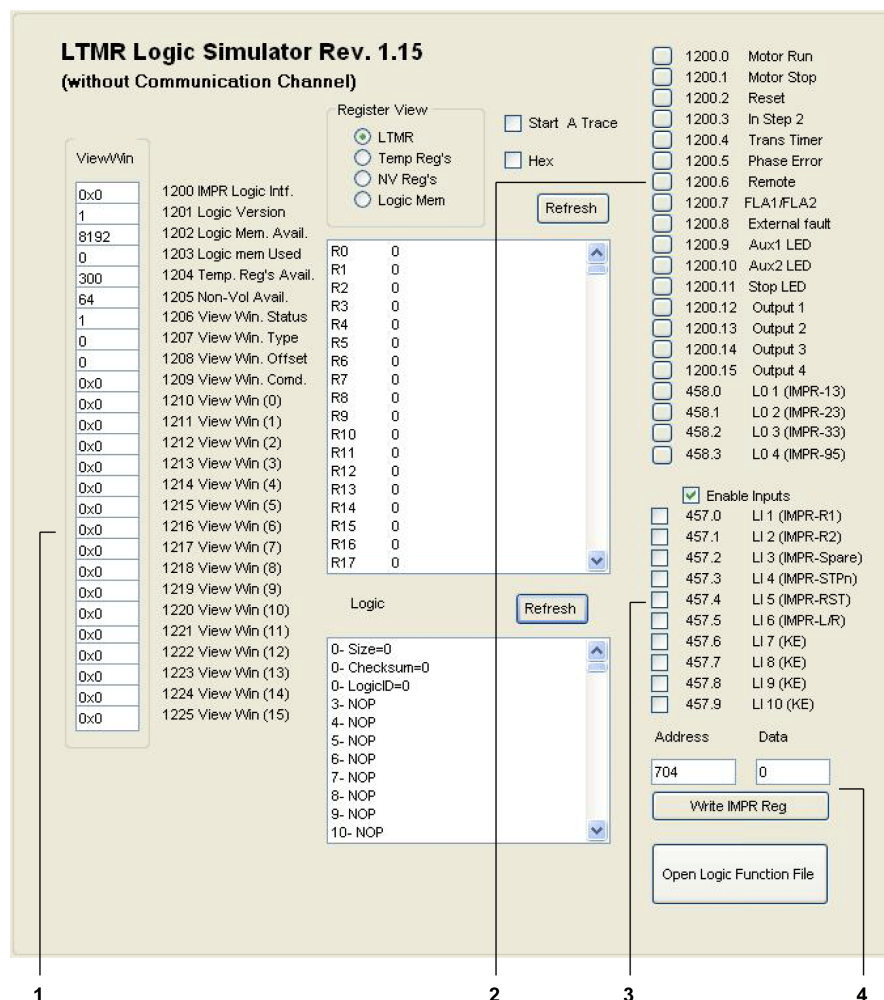 LTMR Logic Simulator Rev. 1.15
(without Communication Channel)
View/Win
0x0 1200 IMPR Logic Intf.
1 1201 Logic Version
8192 1202 Logic Mem. Avail.
0 1203 Logic mem Used
300 1204 Temp. Reg's Avail.
64 1205 Non-Vol Avail.
1 1206 View Win. Status
0 1207 View Win. Type
0 1208 View Win. Offset
0x0 1209 View Win. Comd.
0x0 1210 View Win (0)
0x0 1211 View Win (1)
0x0 1212 View Win (2)
0x0 1213 View Win (3)
0x0 1214 View Win (4)
0x0 1215 View Win (5)
0x0 1216 View Win (6)
0x0 1217 View Win (7)
0x0 1218 View Win (8)
0x0 1219 View Win (9)
0x0 1220 View Win (10)
0x0 1221 View Win (11)
0x0 1222 View Win (12)
0x0 1223 View Win (13)
0x0 1224 View Win (14)
0x0 1225 View Win (15)
Register View
LTMR
Temp Reg's
NV Reg's
Logic Mem
Start A Trace
Hex
Refresh
R0 0
R1 0
R2 0
R3 0
R4 0
R5 0
R6 0
R7 0
R8 0
R9 0
R10 0
R11 0
R12 0
R13 0
R14 0
R15 0
R16 0
R17 0
Logic
Refresh
0- Size=0
0- Checksum=0
0- LogicID=0
3- NOP
4- NOP
5- NOP
6- NOP
7- NOP
8- NOP
9- NOP
10- NOP
1200.0 Motor Run
1200.1 Motor Stop
1200.2 Reset
1200.3 In Step 2
1200.4 Trans Timer
1200.5 Phase Error
1200.6 Remote
1200.7 FLA1/FLA2
1200.8 External fault
1200.9 Aux1 LED
1200.10 Aux2 LED
1200.11 Stop LED
1200.12 Output 1
1200.13 Output 2
1200.14 Output 3
1200.15 Output 4
458.0 L0 1 (IMPR-13)
458.1 L0 2 (IMPR-23)
458.2 L0 3 (IMPR-33)
458.3 L0 4 (IMPR-95)
Enable Inputs
457.0 LI 1 (IMPR-R1)
457.1 LI 2 (IMPR-R2)
457.2 LI 3 (IMPR-Spare)
457.3 LI 4 (IMPR-STPn)
457.4 LI 5 (IMPR-RST)
457.5 LI 6 (IMPR-L/R)
457.6 LI 7 (KE)
457.7 LI 8 (KE)
457.8 LI 9 (KE)
457.9 LI 10 (KE)
Address Data
704 0
Write IMPR Reg
Open Logic Function File
1 2 3 4